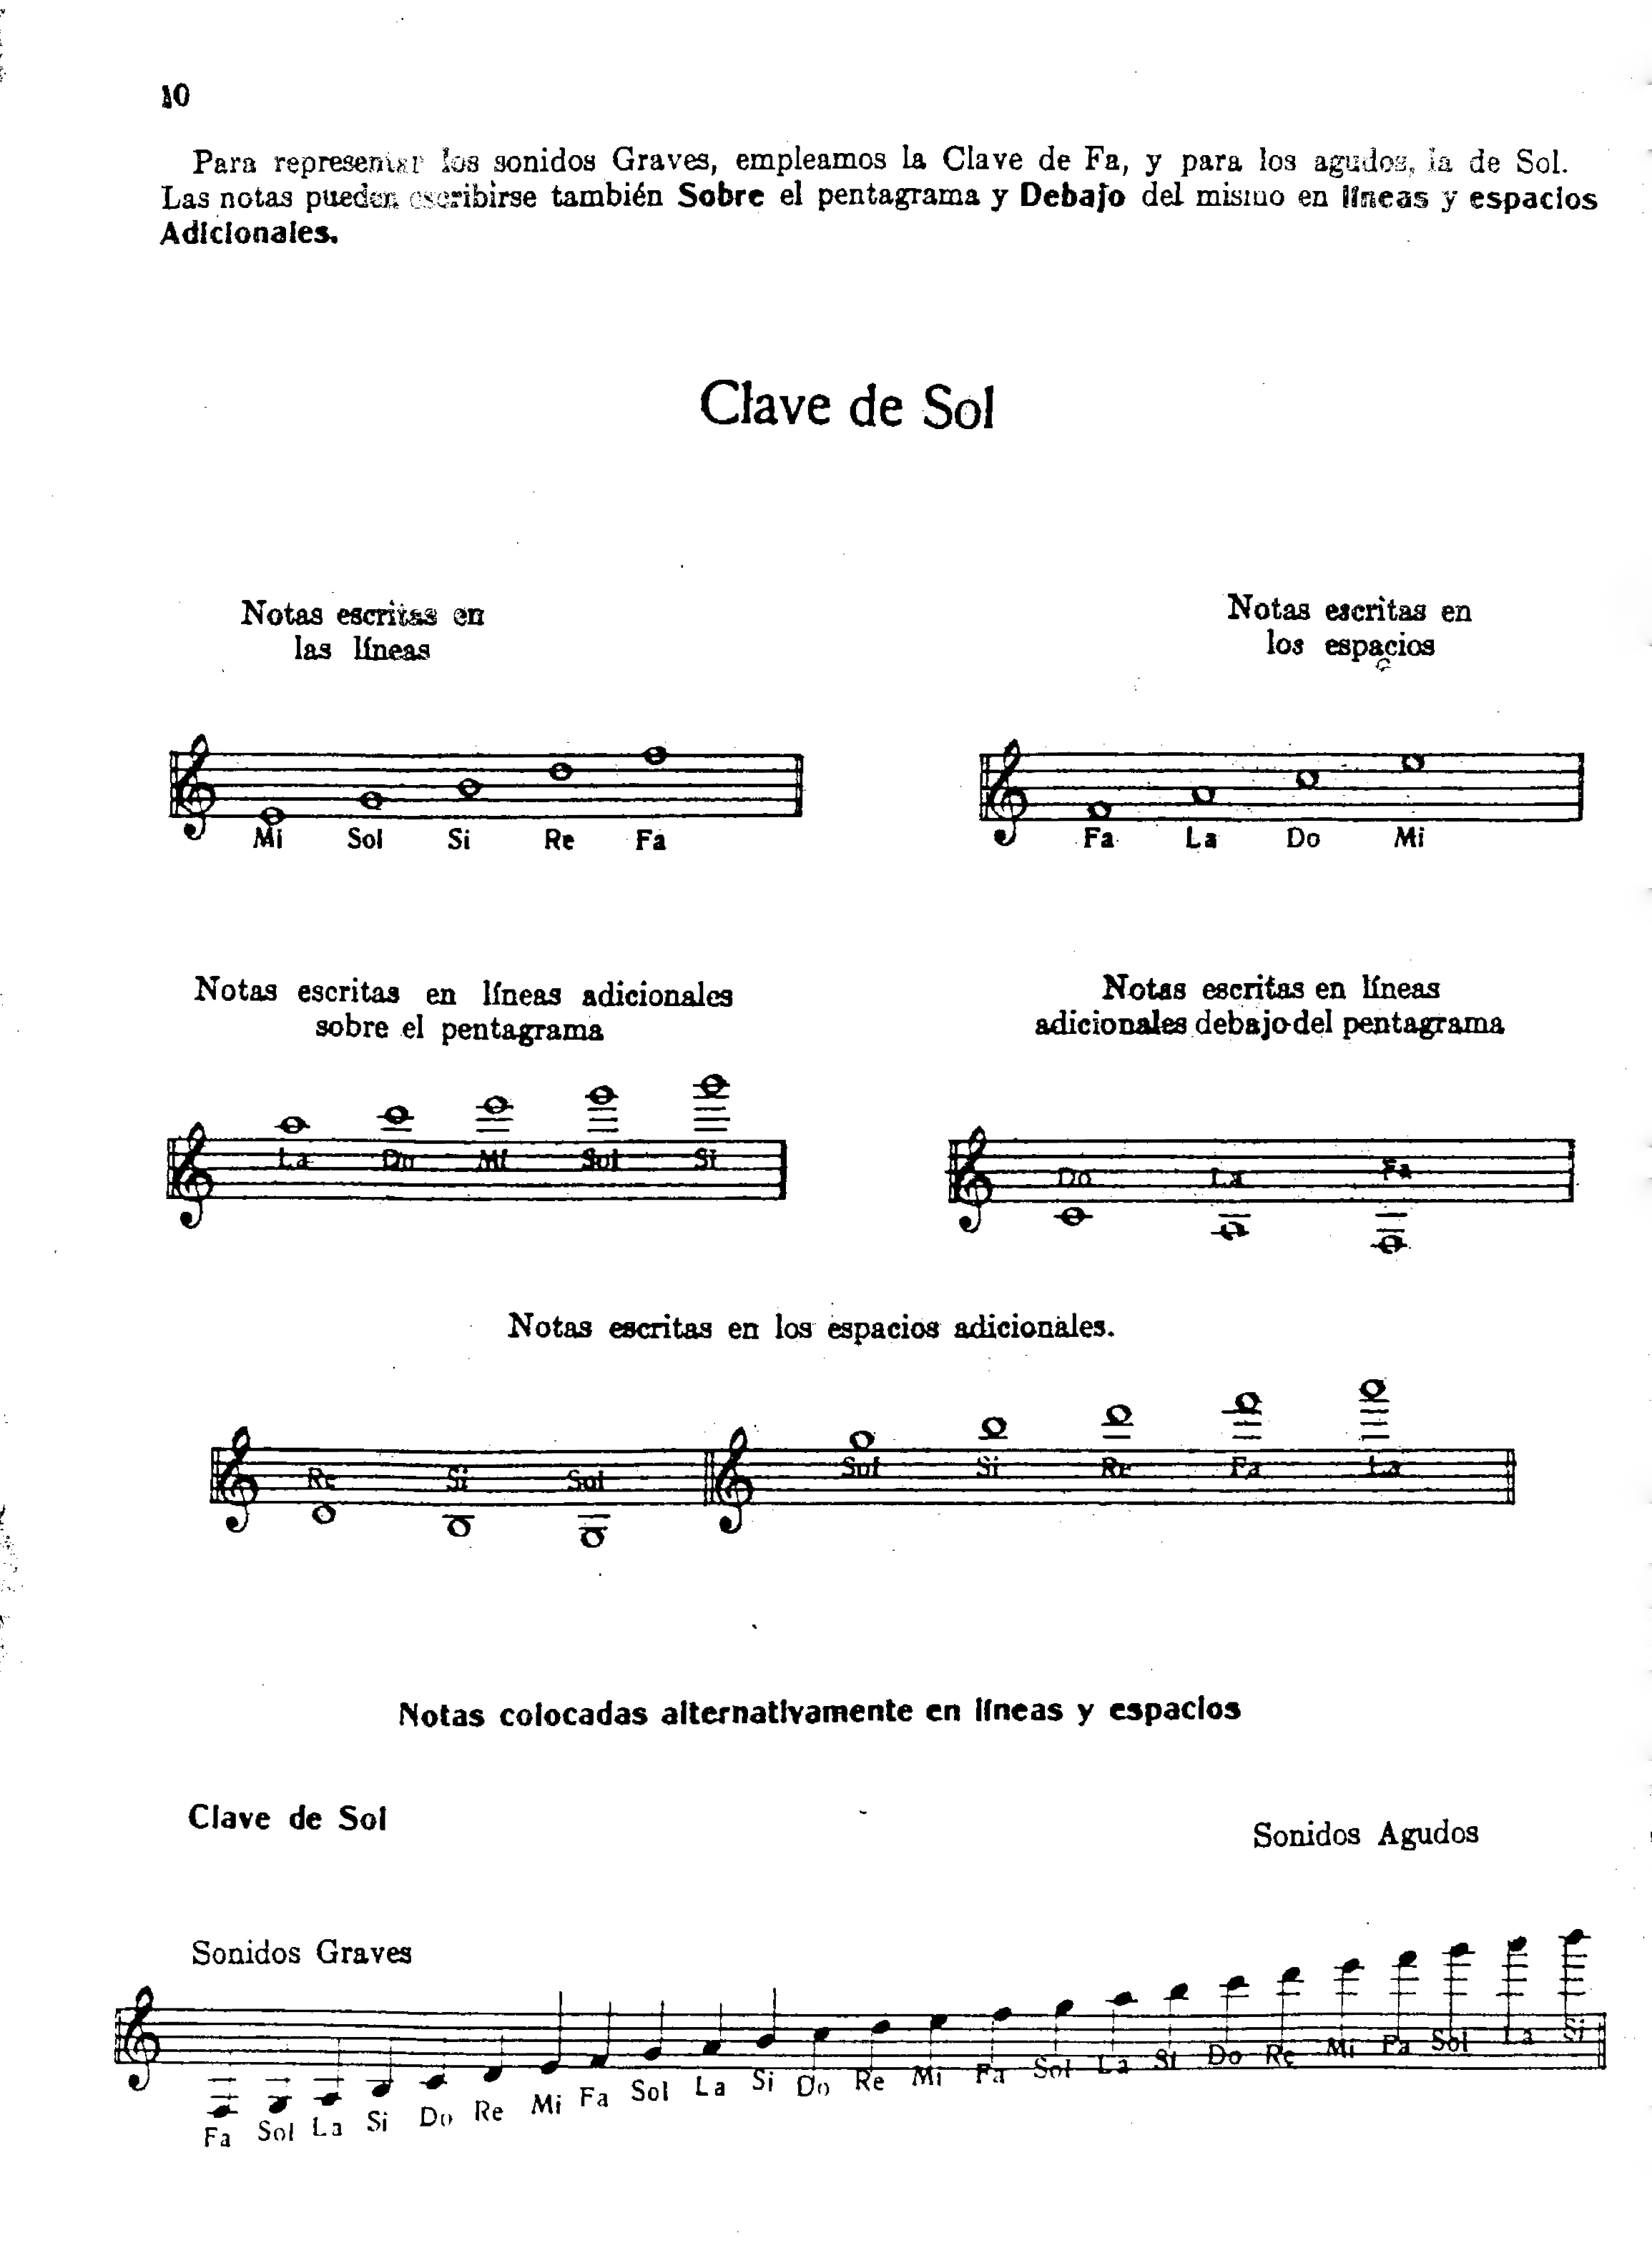 10
Para representar los sonidos Graves, empleamos la Clave de Fa, y para los agudos, la de Sol.
Las notas pueden escribirse también Sobre el pentagrama y Debajo del mismo en líneas y espacios
Adicionales.
Clave de Sol
Notas escritas en
las líneas
Notas escritas en
los espacios
Mi Sol Si Re Fa
Fa La Do Mi
Notas escritas en líneas adicionales
sobre el pentagrama
Notas escritas en líneas
adicionales debajo del pentagrama
La Do Mi Sol Si
Do La Fa
Notas escritas en los espacios adicionales.
Re Si Sol Sol Si Re Fa La
Notas colocadas alternativamente en líneas y espacios
Clave de Sol
Sonidos Agudos
Sonidos Graves
Fa Sol La Si Do Re Mi Fa Sol La Si Do Re Mi Fa Sol La Si Do Re Mi Fa Sol La Si